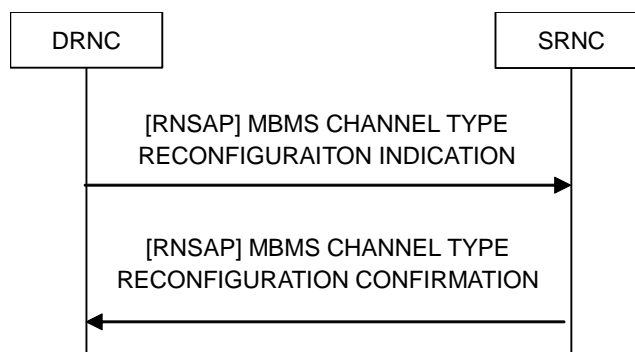 DRNC
SRNC
[RNSAP] MBMS CHANNEL TYPE
RECONFIGURAITON INDICATION
[RNSAP] MBMS CHANNEL TYPE
RECONFIGURATION CONFIRMATION